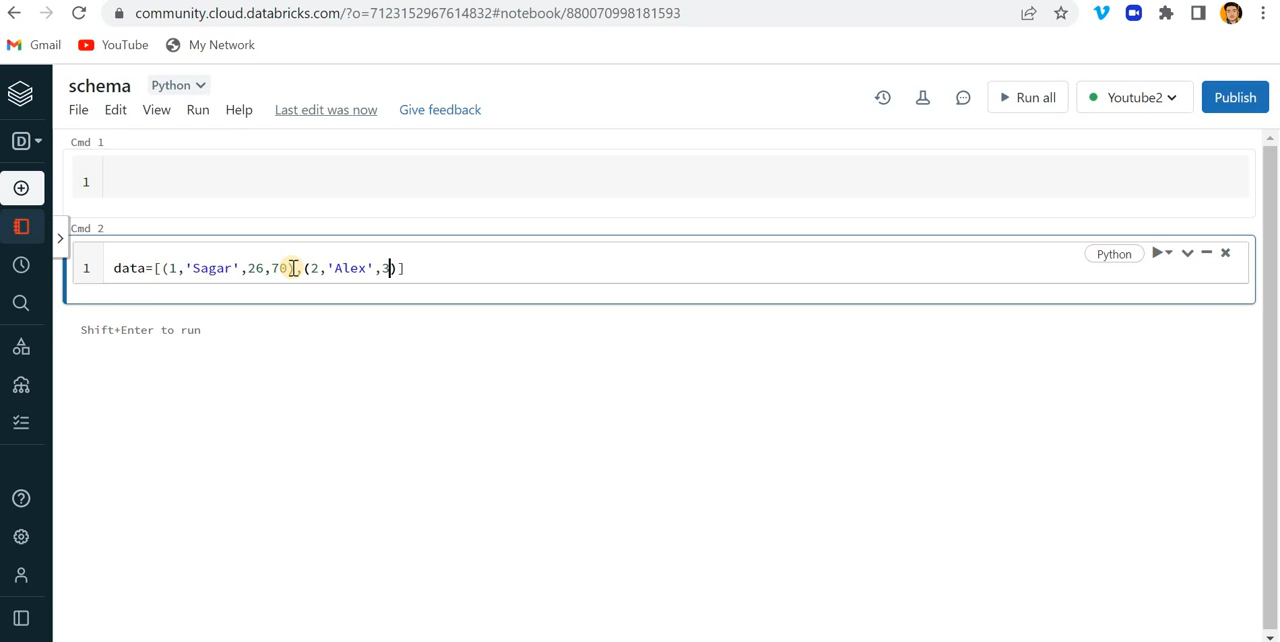 community.cloud.databricks.com/?o=7123152967614832#notebook/880070998181593
Gmail YouTube My Network
schema Python
File Edit View Run Help Last edit was now Give feedback
Run all Youtube2 Publish
D
Cmd 1
1
Cmd 2
Python
1 data=[(1,'Sagar',26,70),(2,'Alex',3)]
Shift+Enter to run